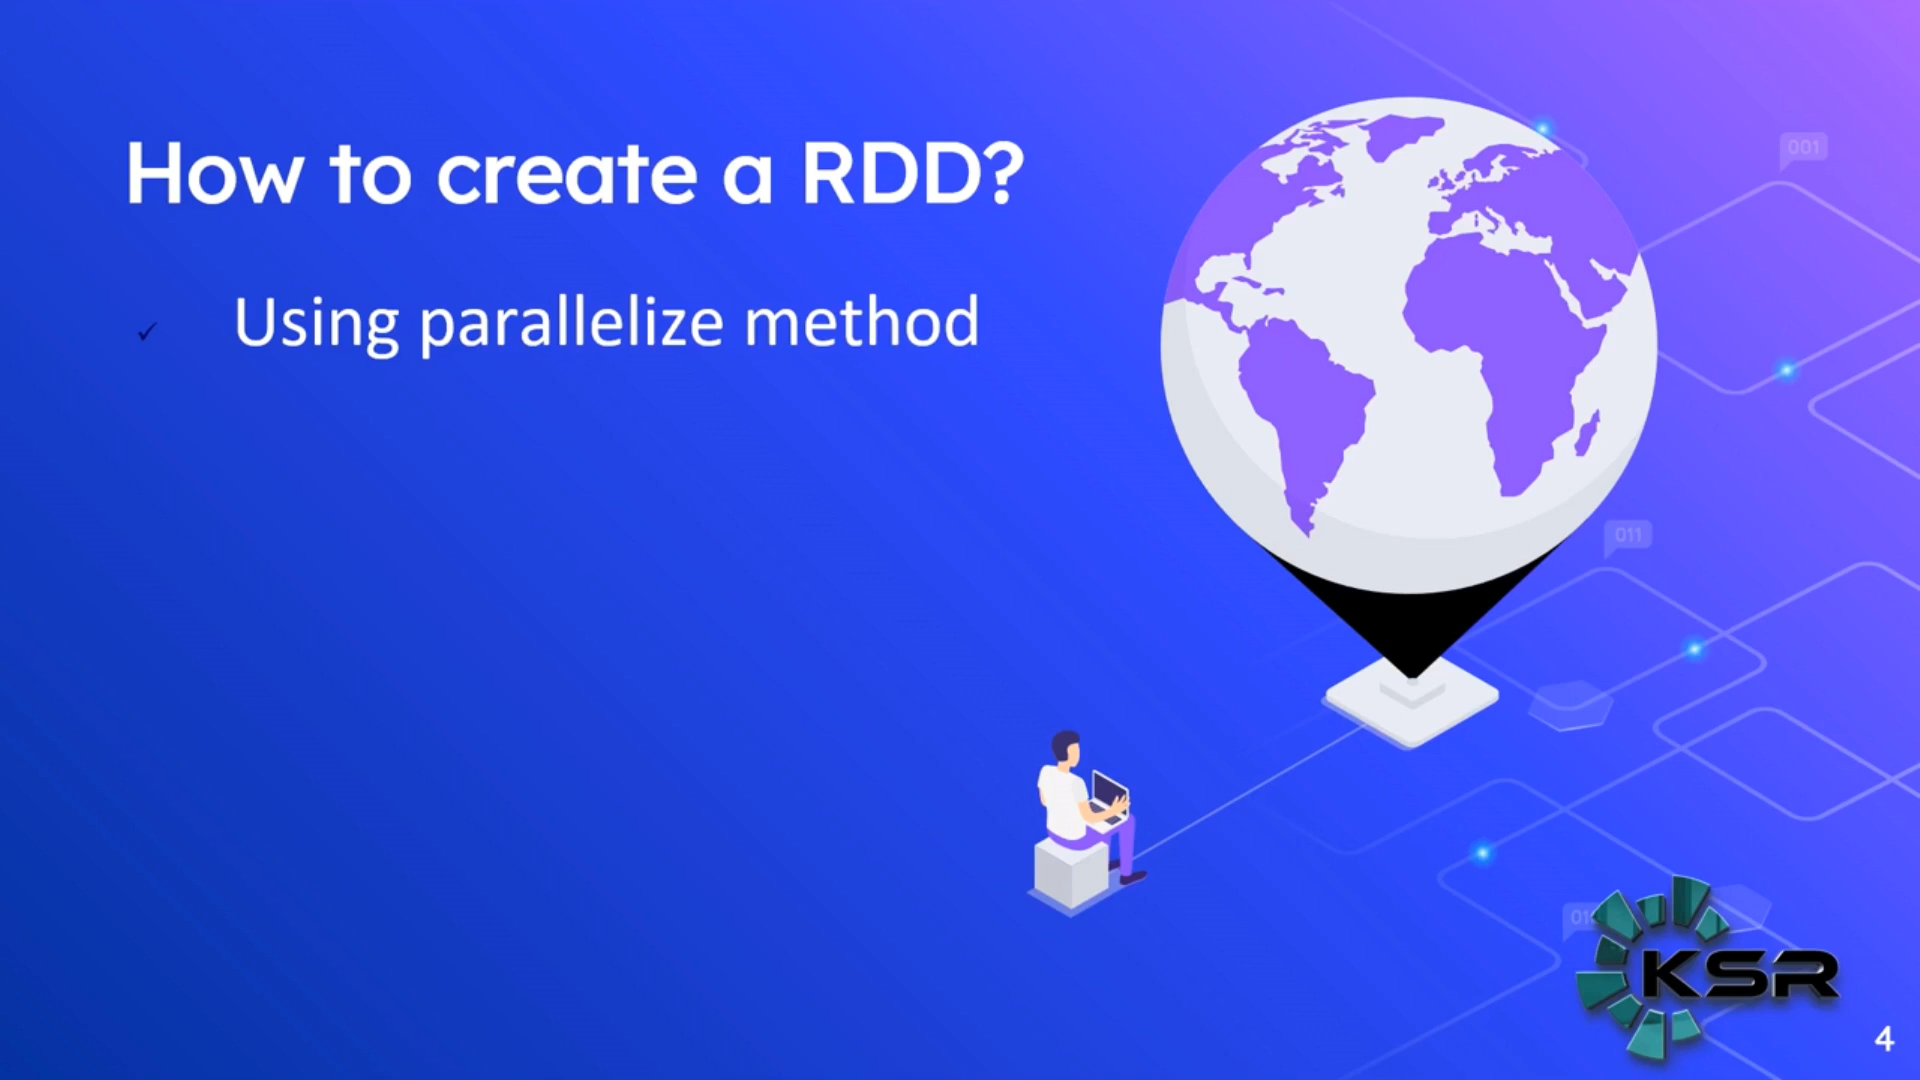 How to create a RDD?
✓ Using parallelize method
001
011
KSR
4